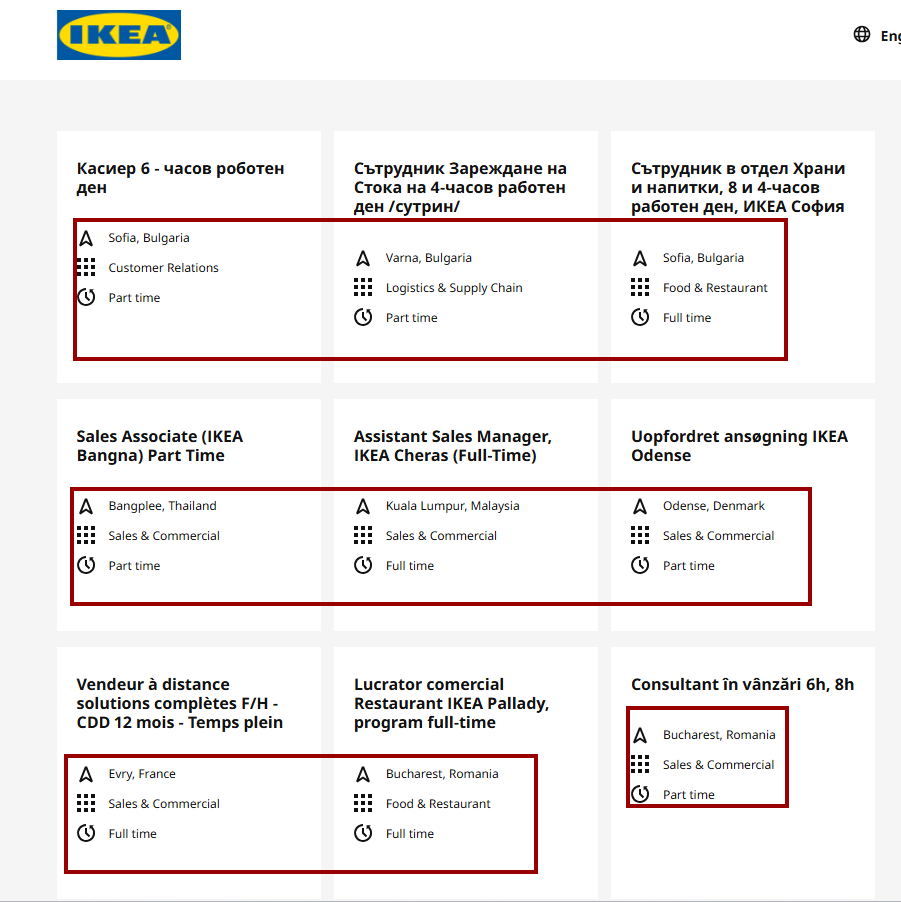 IKEA
Касиер 6 - часов роботен
ден
Sofia, Bulgaria
Customer Relations
Part time
Сътрудник Зареждане на
Стока на 4-часов работен
ден /сутрин/
Varna, Bulgaria
Logistics & Supply Chain
Part time
Сътрудник в отдел Храни
и напитки, 8 и 4-часов
работен ден, ИКЕА София
Sofia, Bulgaria
Food & Restaurant
Full time
Sales Associate (IKEA
Bangna) Part Time
Bangplee, Thailand
Sales & Commercial
Part time
Assistant Sales Manager,
IKEA Cheras (Full-Time)
Kuala Lumpur, Malaysia
Sales & Commercial
Full time
Uopfordret ansøgning IKEA
Odense
Odense, Denmark
Sales & Commercial
Part time
Vendeur à distance
solutions complètes F/H -
CDD 12 mois - Temps plein
Evry, France
Sales & Commercial
Full time
Lucrator comercial
Restaurant IKEA Pallady,
program full-time
Bucharest, Romania
Food & Restaurant
Full time
Consultant în vânzări 6h, 8h
Bucharest, Romania
Sales & Commercial
Part time